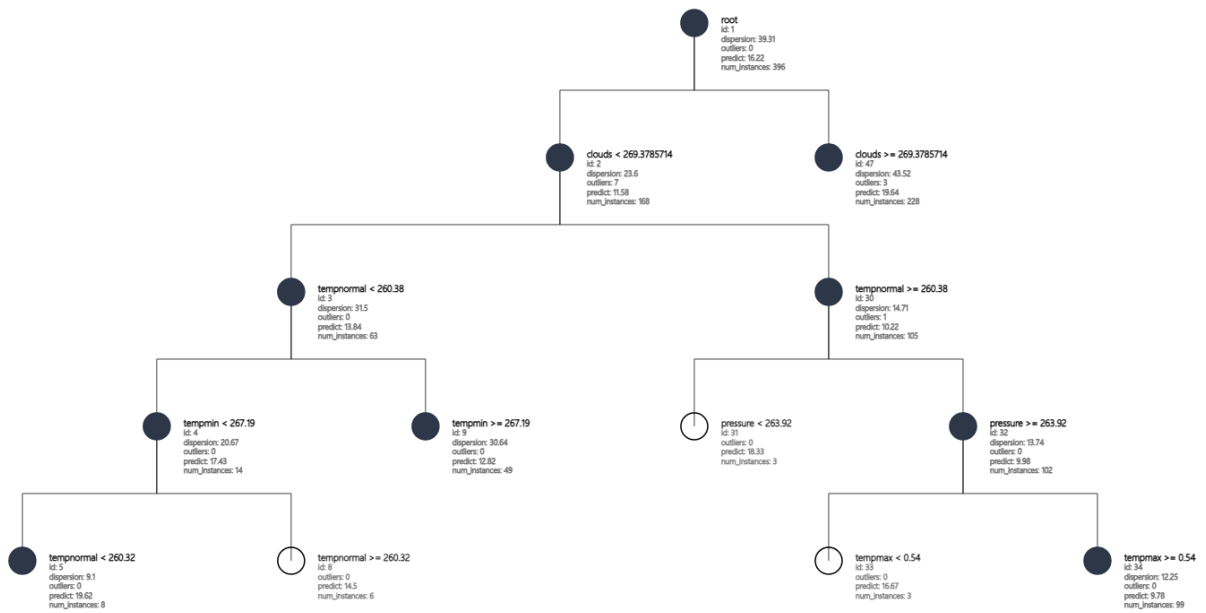 root
id: 1
dispersion: 39.31
outliers: 0
predict: 16.22
num_instances: 396
clouds < 269.3785714
id: 2
dispersion: 23.6
outliers: 7
predict: 11.58
num_instances: 168
clouds >= 269.3785714
id: 47
dispersion: 43.52
outliers: 3
predict: 19.64
num_instances: 228
tempnormal < 260.38
id: 3
dispersion: 31.5
outliers: 0
predict: 13.84
num_instances: 63
tempnormal >= 260.38
id: 30
dispersion: 14.71
outliers: 1
predict: 10.22
num_instances: 105
tempmin < 267.19
id: 4
dispersion: 20.67
outliers: 0
predict: 17.43
num_instances: 14
tempmin >= 267.19
id: 9
dispersion: 30.64
outliers: 0
predict: 12.82
num_instances: 49
pressure < 263.92
id: 31
outliers: 0
predict: 18.33
num_instances: 3
pressure >= 263.92
id: 32
dispersion: 13.74
outliers: 0
predict: 9.98
num_instances: 102
tempnormal < 260.32
id: 5
dispersion: 9.1
outliers: 0
predict: 19.62
num_instances: 8
tempnormal >= 260.32
id: 8
outliers: 0
predict: 14.5
num_instances: 6
tempmax < 0.54
id: 33
outliers: 0
predict: 16.67
num_instances: 3
tempmax >= 0.54
id: 34
dispersion: 12.25
outliers: 0
predict: 9.78
num_instances: 99